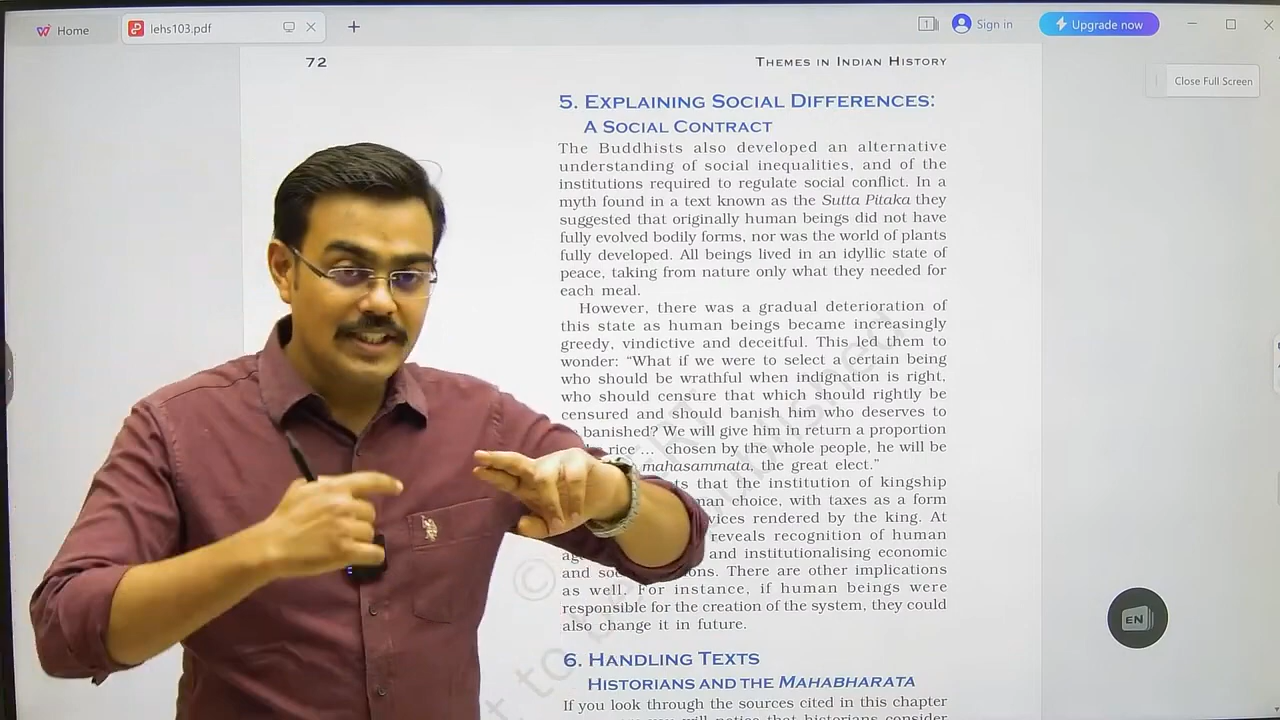 Home
lehs103.pdf
1
Sign in
Upgrade now
Close Full Screen
72
THEMES IN INDIAN HISTORY
5. EXPLAINING SOCIAL DIFFERENCES:
A SOCIAL CONTRACT
The Buddhists also developed an alternative
understanding of social inequalities, and of the
institutions required to regulate social conflict. In a
myth found in a text known as the Sutta Pitaka they
suggested that originally human beings did not have
fully evolved bodily forms, nor was the world of plants
fully developed. All beings lived in an idyllic state of
peace, taking from nature only what they needed for
each meal.
However, there was a gradual deterioration of
this state as human beings became increasingly
greedy, vindictive and deceitful. This led them to
wonder: “What if we were to select a certain being
who should be wrathful when indignation is right,
who should censure that which should rightly be
censured and should banish him who deserves to
banished? We will give him in return a proportion
rice ... chosen by the whole people, he will be
mahasammata, the great elect.”
that the institution of kingship
choice, with taxes as a form
rendered by the king. At
reveals recognition of human
and institutionalising economic
and There are other implications
as well. For instance, if human beings were
responsible for the creation of the system, they could
also change it in future.
EN
6. HANDLING TEXTS
HISTORIANS AND THE MAHABHARATA
If you look through the sources cited in this chapter
you will notice that historians consider